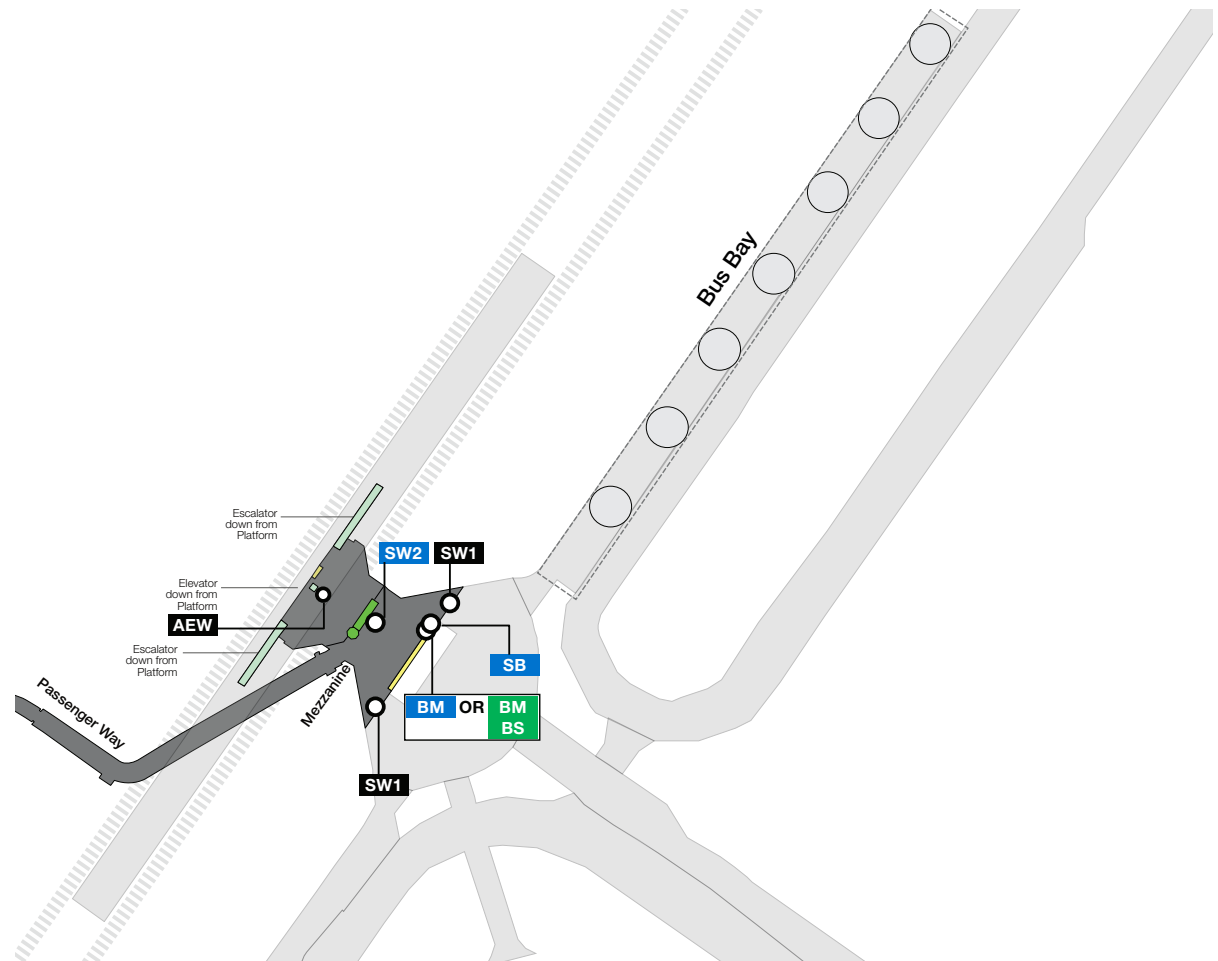 Bus Bay
Escalator
down from
Platform
SW2
SW1
Elevator
down from
Platform
AEW
Escalator
down from
Platform
SB
Mezzanine
Passenger Way
BM OR BM
BS
SW1